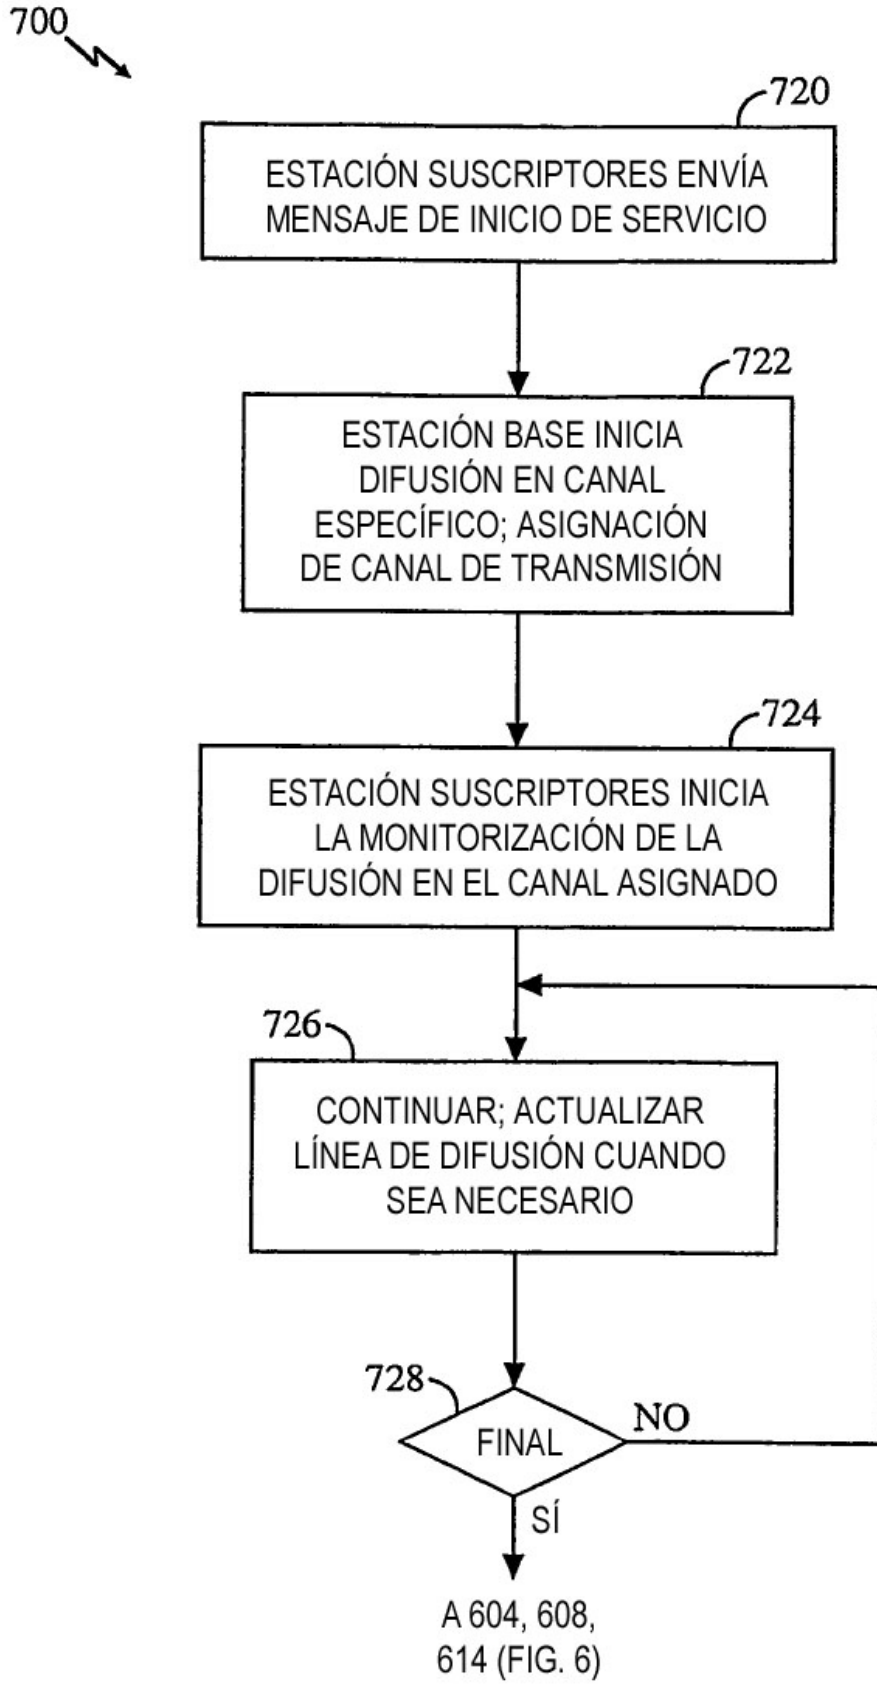 700
720
ESTACIÓN SUSCRIPTORES ENVÍA
MENSAJE DE INICIO DE SERVICIO
722
ESTACIÓN BASE INICIA
DIFUSIÓN EN CANAL
ESPECÍFICO; ASIGNACIÓN
DE CANAL DE TRANSMISIÓN
724
ESTACIÓN SUSCRIPTORES INICIA
LA MONITORIZACIÓN DE LA
DIFUSIÓN EN EL CANAL ASIGNADO
726
CONTINUAR; ACTUALIZAR
LÍNEA DE DIFUSIÓN CUANDO
SEA NECESARIO
728
FINAL
NO
SÍ
A 604, 608,
614 (FIG. 6)